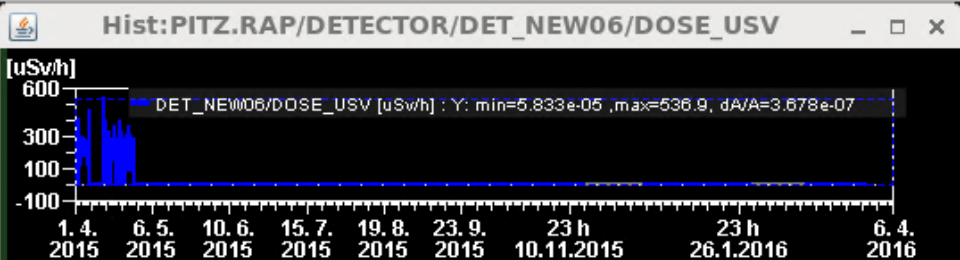 Hist:PITZ.RAP/DETECTOR/DET_NEW06/DOSE_USV
[uSv/h]
600
DET_NEW06/DOSE_USV [uSv/h] : Y: min=5.833e-05 ,max=536.9, dA/A=3.678e-07
300
100
-100
1. 4. 6. 5. 10. 6. 15. 7. 19. 8. 23. 9. 23 h 23 h 6. 4.
2015 2015 2015 2015 2015 2015 10.11.2015 26.1.2016 2016